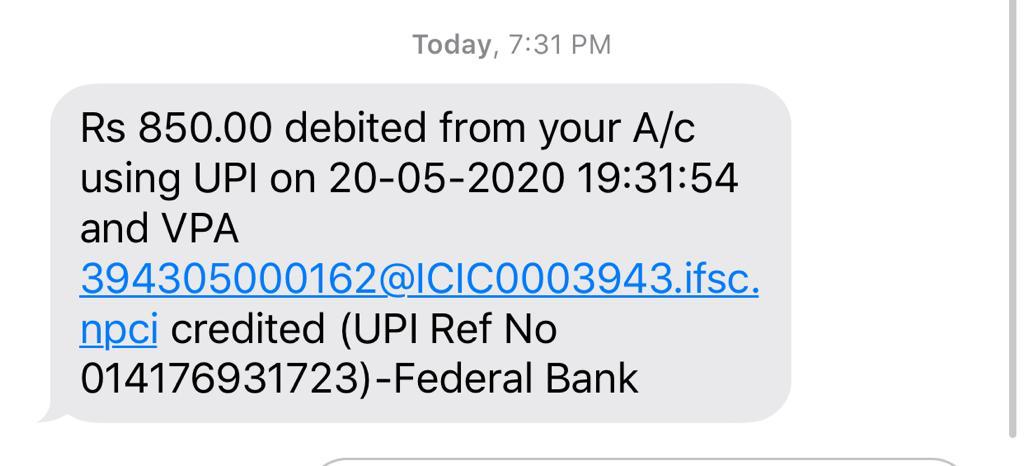 Today, 7:31 PM
Rs 850.00 debited from your A/c
using UPI on 20-05-2020 19:31:54
and VPA
394305000162@ICIC0003943.ifsc.
npci credited (UPI Ref No
014176931723)-Federal Bank